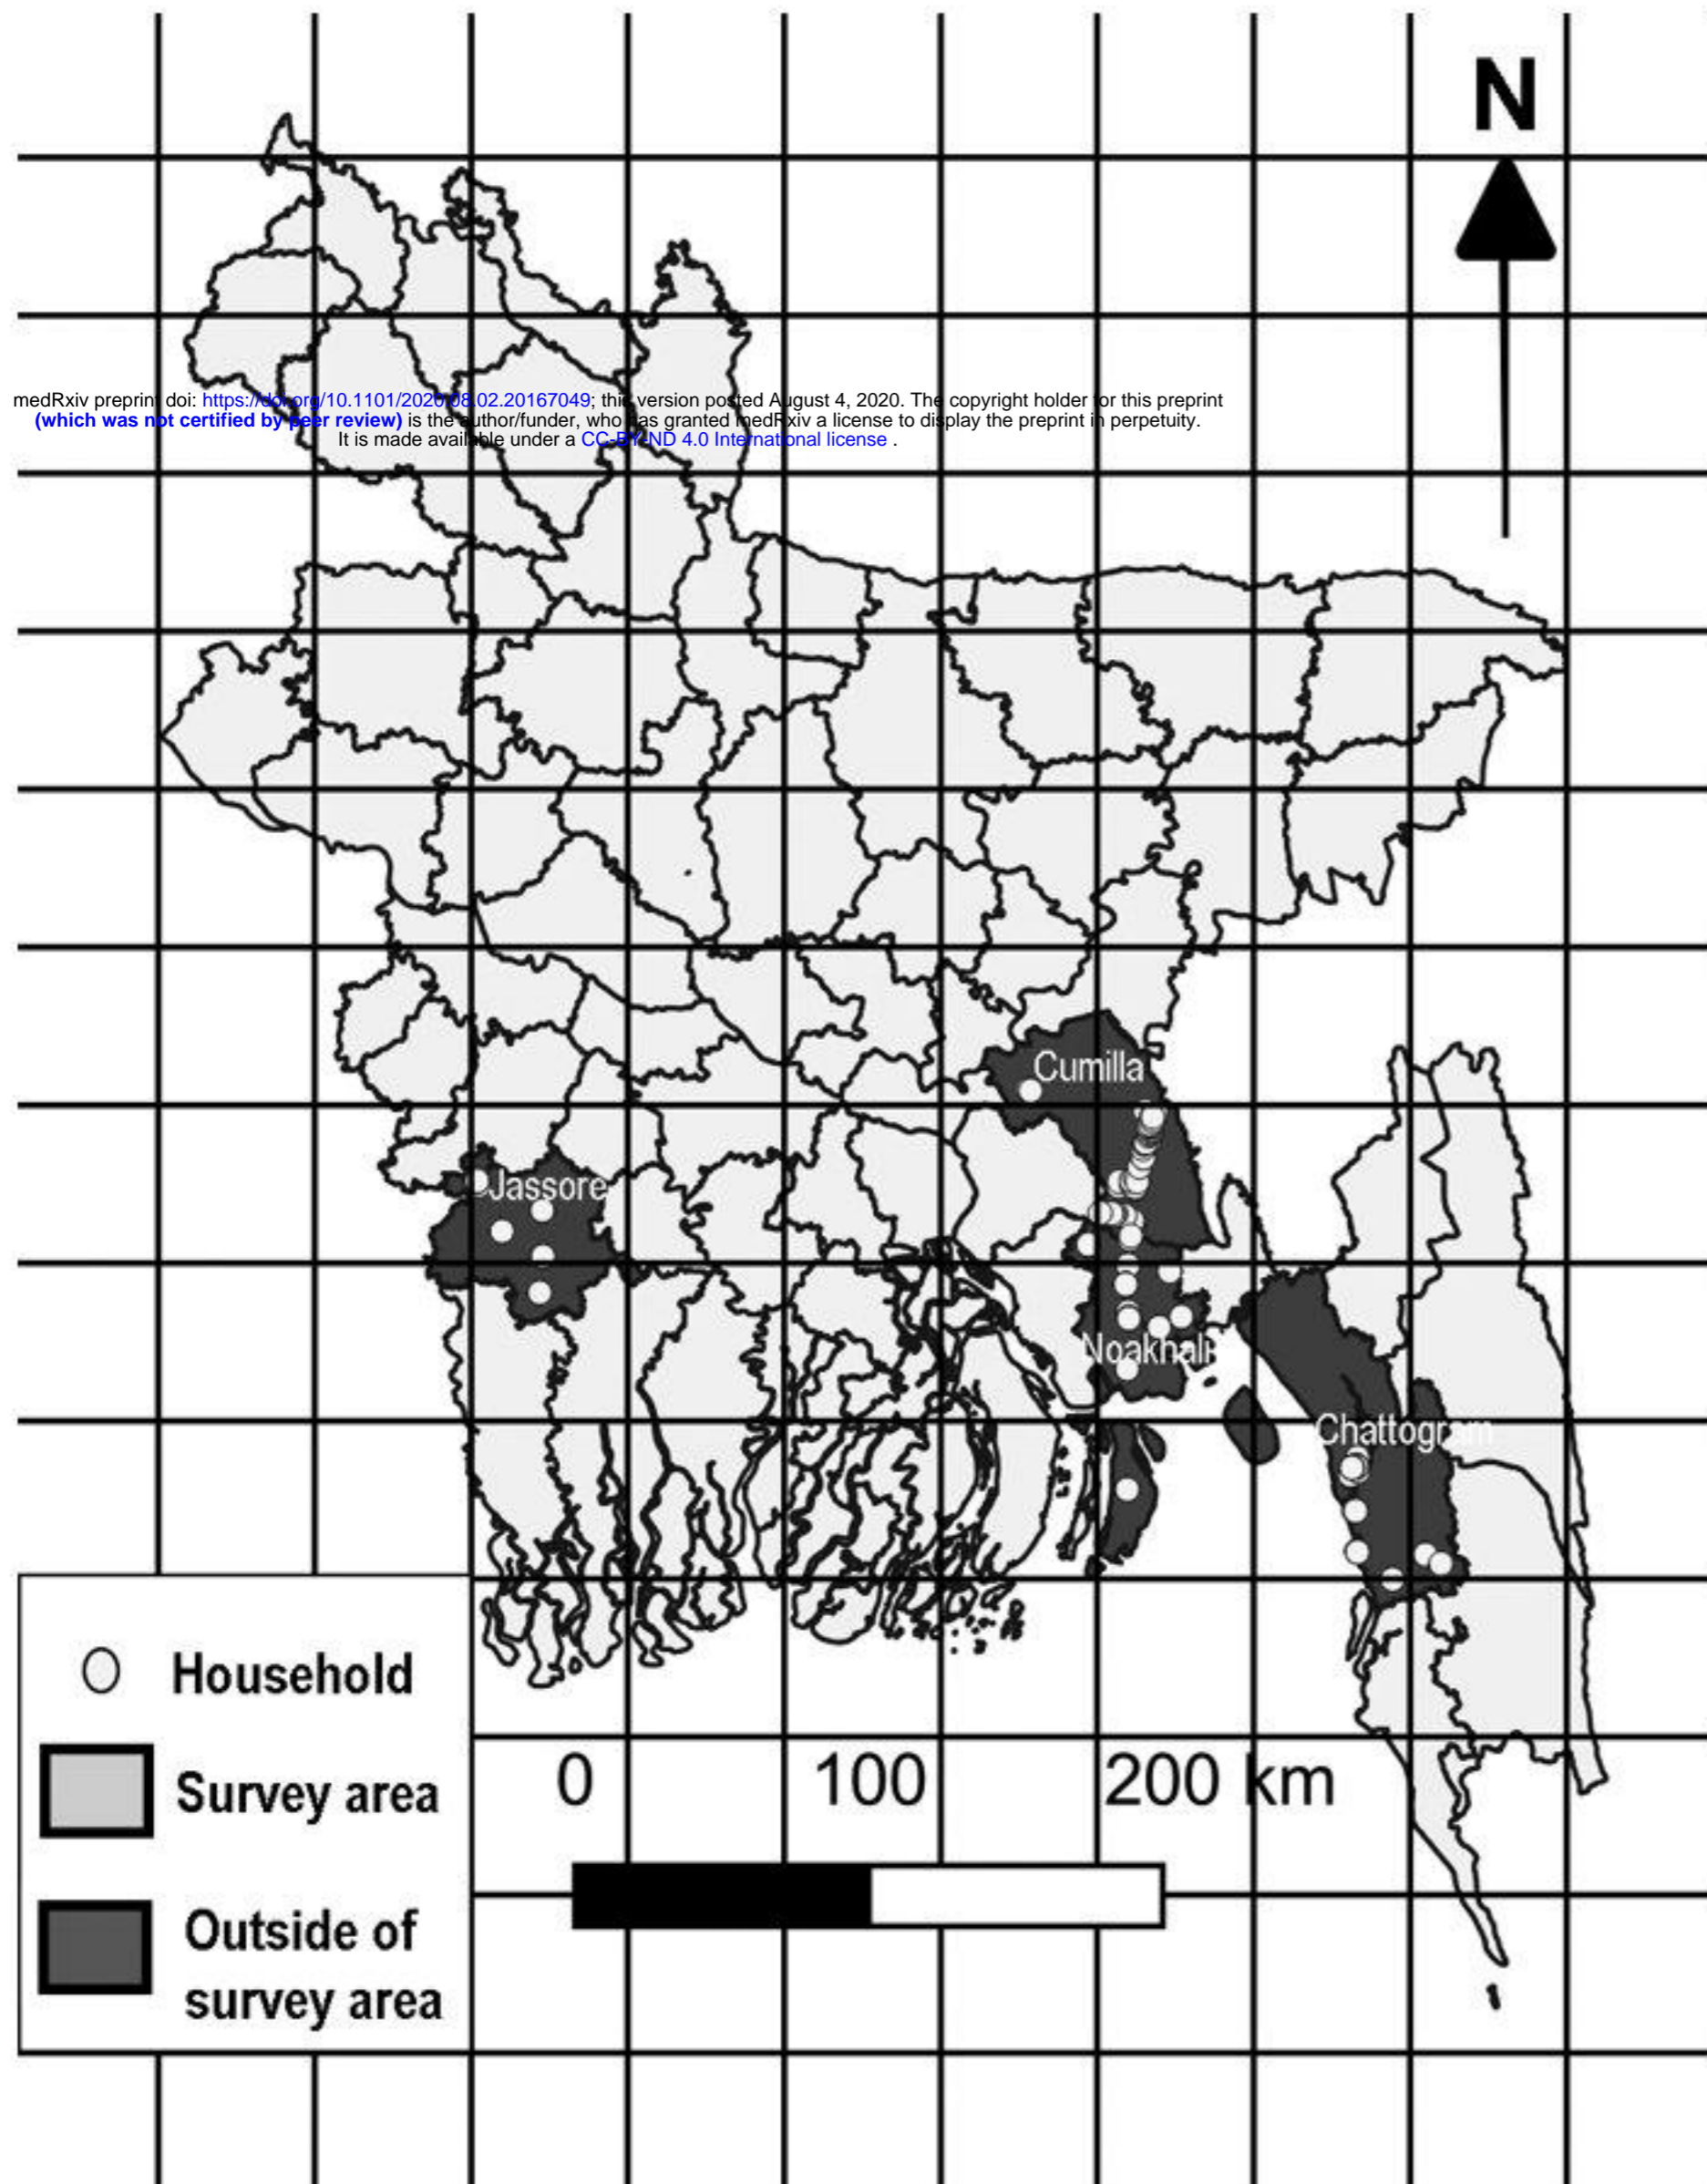 N
medRxiv preprint doi: https://doi.org/10.1101/2020.08.02.20167049; this version posted August 4, 2020. The copyright holder for this preprint
(which was not certified by peer review) is the author/funder, who has granted medRxiv a license to display the preprint in perpetuity.
It is made available under a CC-BY-ND 4.0 International license .
Cumilla
Jassore
Noakhali
Chattogram
Household
Survey area
Outside of
survey area
0 100 200 km